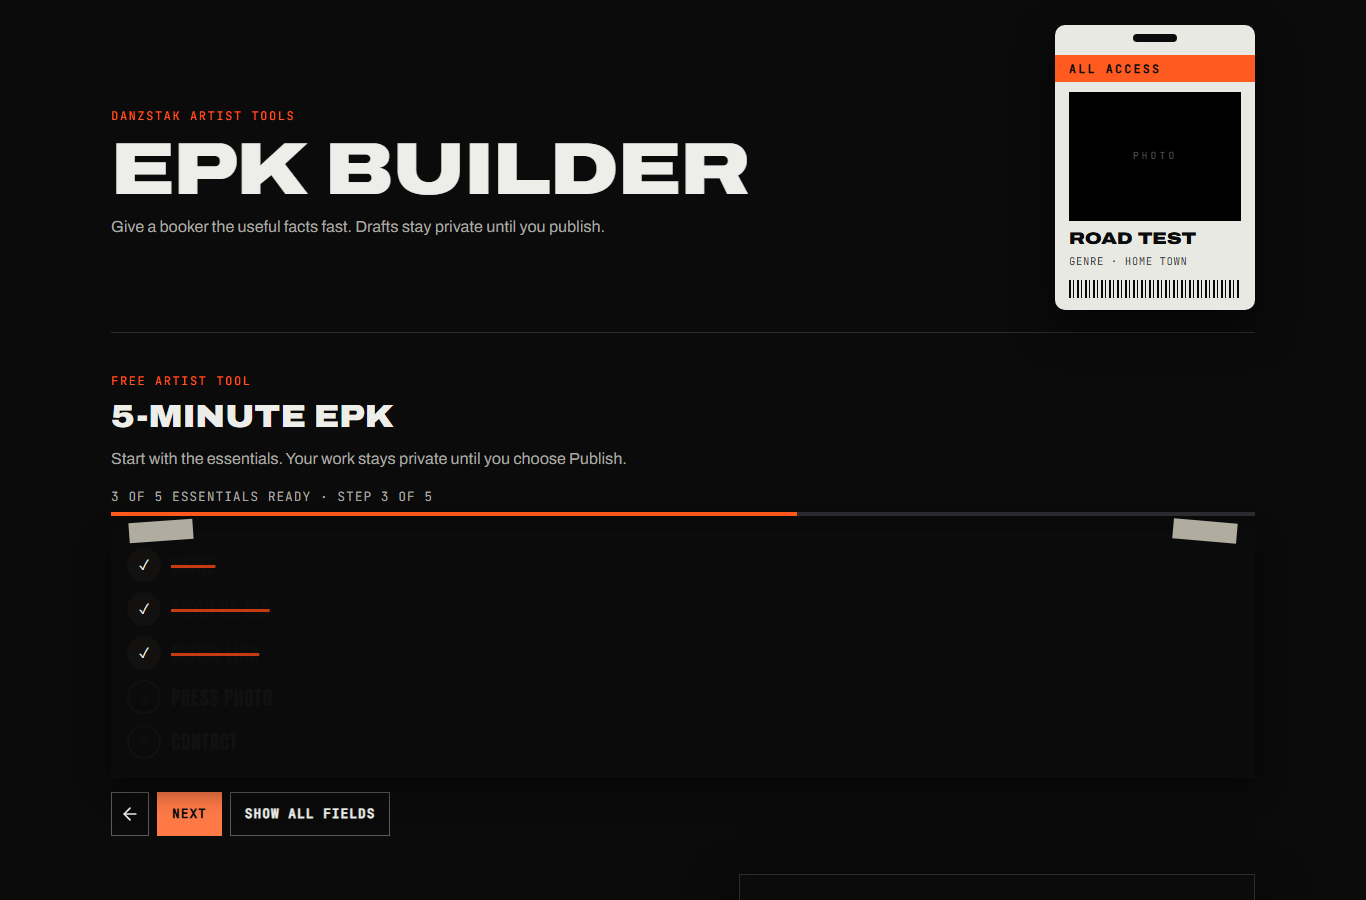 ALL ACCESS
PHOTO
ROAD TEST
GENRE · HOME TOWN
DANZSTAK ARTIST TOOLS
EPK BUILDER
Give a booker the useful facts fast. Drafts stay private until you publish.
FREE ARTIST TOOL
5-MINUTE EPK
Start with the essentials. Your work stays private until you choose Publish.
3 OF 5 ESSENTIALS READY · STEP 3 OF 5
✓
✓
✓
PRESS PHOTO
CONTACT
NEXT
SHOW ALL FIELDS